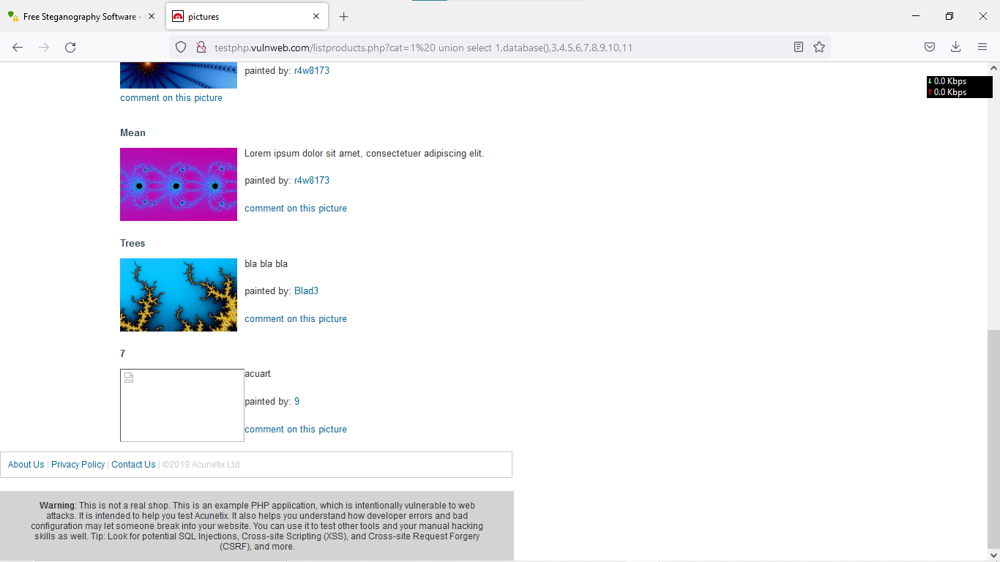 Free Steganography Software -
pictures
testphp.vulnweb.com/listproducts.php?cat=1%20 union select 1,database(),3,4,5,6,7,8,9,10,11
painted by: r4w8173
0.0 Kbps
0.0 Kbps
comment on this picture
Mean
Lorem ipsum dolor sit amet, consectetuer adipiscing elit.
painted by: r4w8173
comment on this picture
Trees
bla bla bla
painted by: Blad3
comment on this picture
7
acuart
painted by: 9
comment on this picture
About Us | Privacy Policy | Contact Us | ©2019 Acunetix Ltd
Warning: This is not a real shop. This is an example PHP application, which is intentionally vulnerable to web
attacks. It is intended to help you test Acunetix. It also helps you understand how developer errors and bad
configuration may let someone break into your website. You can use it to test other tools and your manual hacking
skills as well. Tip: Look for potential SQL Injections, Cross-site Scripting (XSS), and Cross-site Request Forgery
(CSRF), and more.